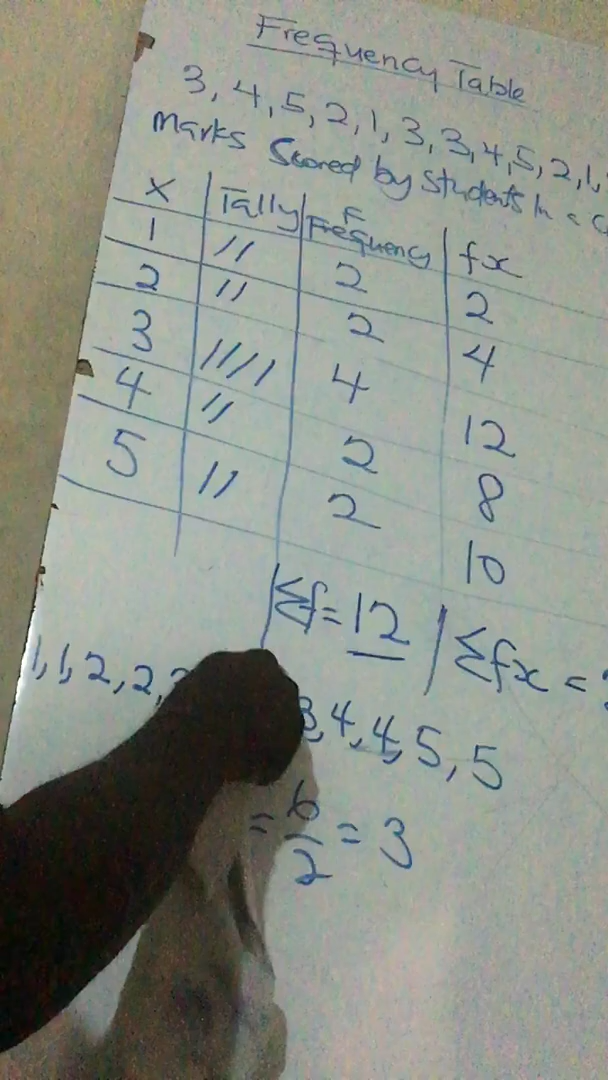 Frequency Table
3, 4, 5, 2, 1, 3, 3, 4, 5, 2, 1,
Marks Scored by Students in a
X Tally F Frequency fx
1 // 2 2
2 // 2 4
3 //// 4 12
4 // 2 8
5 // 2 10
Σf = 12 Σfx =
1, 1, 2, 2, 3, 4, 4, 5, 5
= 6/2 = 3